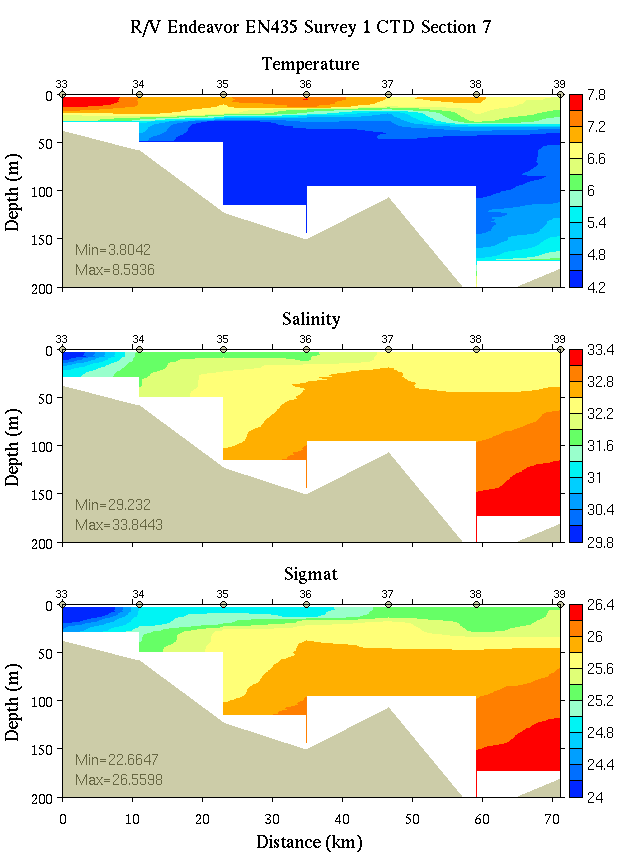 R/V Endeavor EN435 Survey 1 CTD Section 7
Temperature
33 34 35 36 37 38 39
0
50
100
150
200
Depth (m)
Min=3.8042
Max=8.5936
7.8
7.2
6.6
6
5.4
4.8
4.2
Salinity
33 34 35 36 37 38 39
0
50
100
150
200
Depth (m)
Min=29.232
Max=33.8443
33.4
32.8
32.2
31.6
31
30.4
29.8
Sigmat
33 34 35 36 37 38 39
0
50
100
150
200
Depth (m)
Min=22.6647
Max=26.5598
26.4
26
25.6
25.2
24.8
24.4
24
0 10 20 30 40 50 60 70
Distance (km)